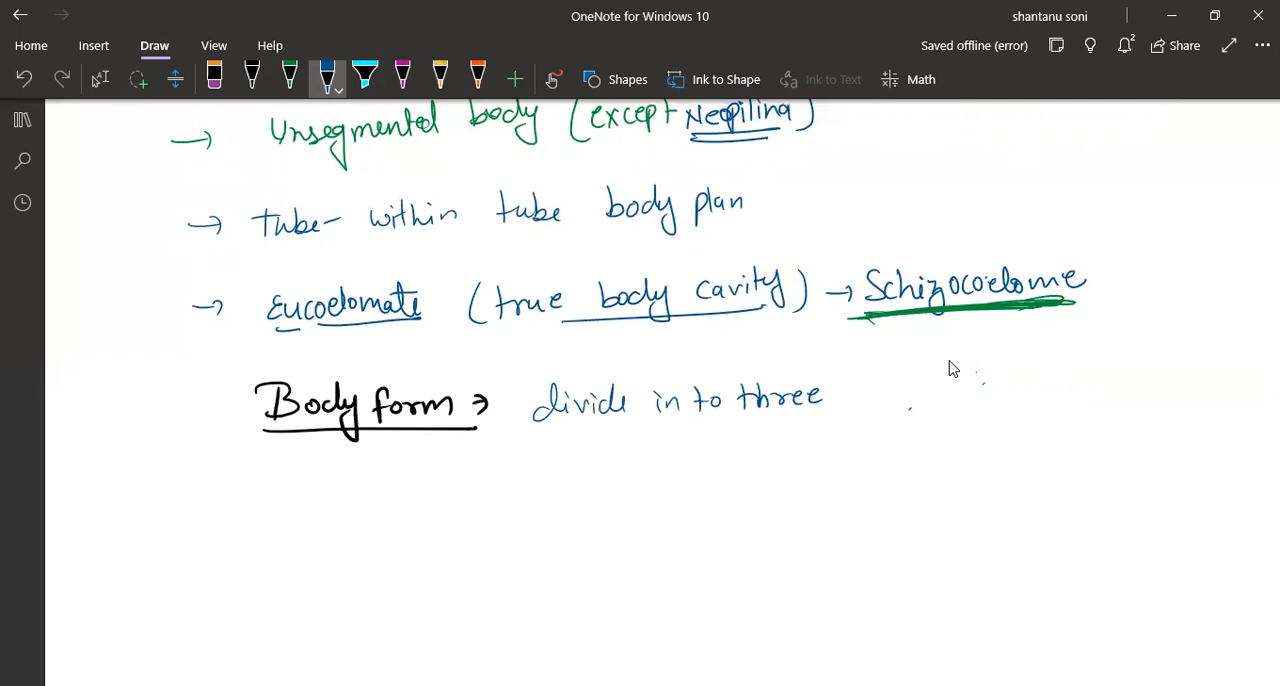 OneNote for Windows 10
shantanu soni
Home Insert Draw View Help
Saved offline (error)
2
Share
Shapes
Ink to Shape
Ink to Text
Math
→ Unsegmental body (except Neopilina)
→ Tube- within tube body plan
→ Eucoelomate (true body cavity) → Schizocoelome
Body form → divide in to three